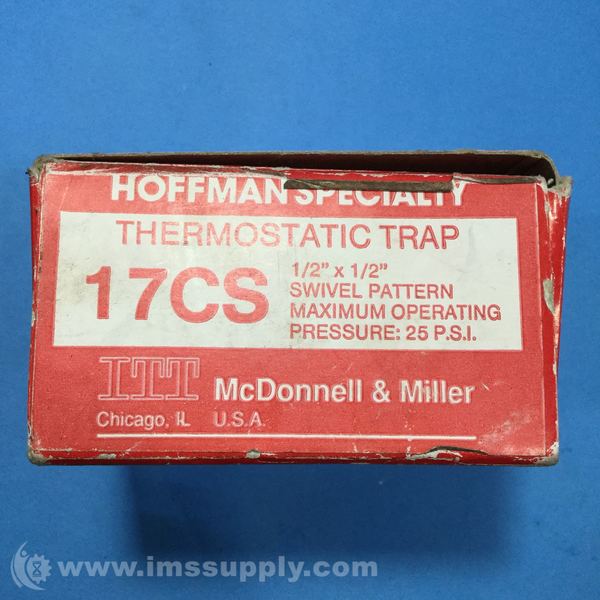 HOFFMAN SPECIALTY
THERMOSTATIC TRAP
17CS
1/2" x 1/2"
SWIVEL PATTERN
MAXIMUM OPERATING
PRESSURE: 25 P.S.I.
ITT McDonnell & Miller
Chicago, IL U.S.A.
www.imssupply.com